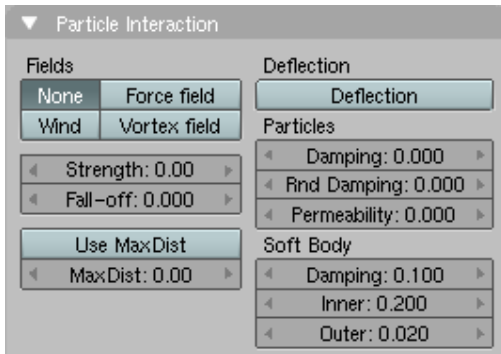 Particle Interaction
Fields
None Force field
Wind Vortex field
Strength: 0.00
Fall-off: 0.000
Use MaxDist
MaxDist: 0.00
Deflection
Deflection
Particles
Damping: 0.000
Rnd Damping: 0.000
Permeability: 0.000
Soft Body
Damping: 0.100
Inner: 0.200
Outer: 0.020